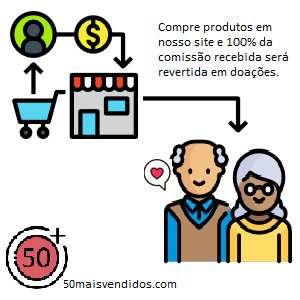 $
Compre produtos em
nosso site e 100% da
comissão recebida será
revertida em doações.
50+
50maisvendidos.com